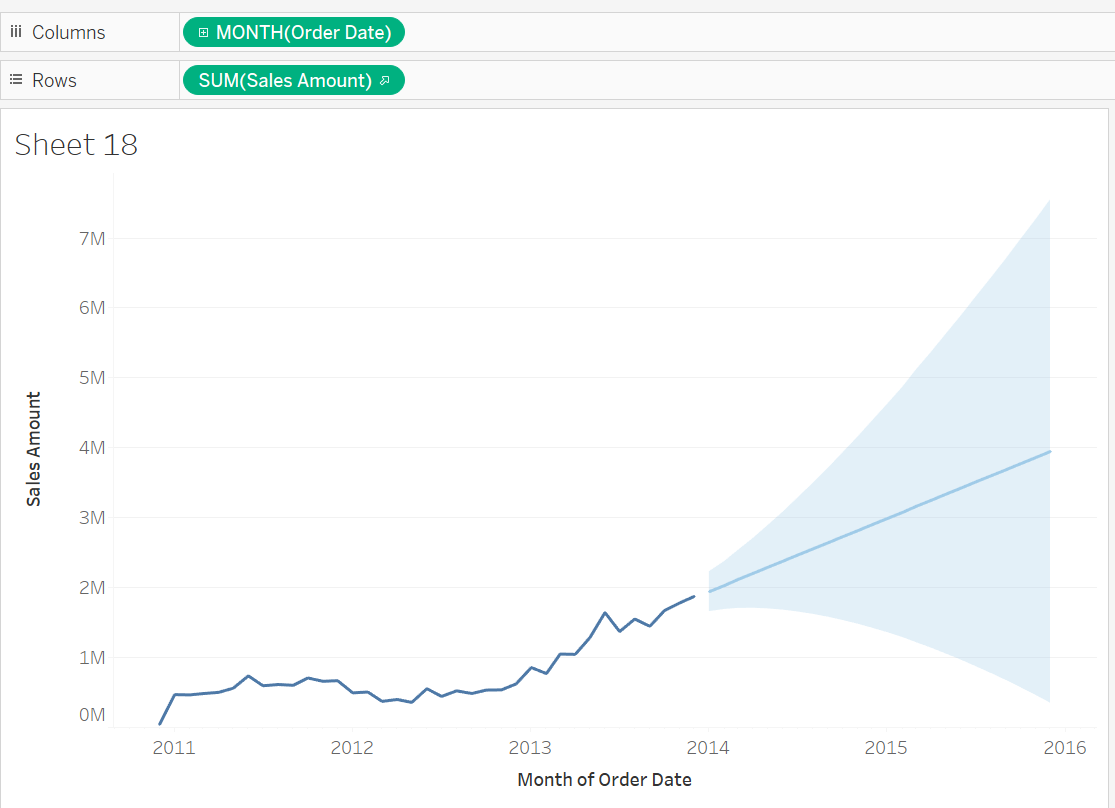 Columns
MONTH(Order Date)
Rows
SUM(Sales Amount)
Sheet 18
7M
6M
5M
4M
3M
2M
1M
0M
Sales Amount
2011 2012 2013 2014 2015 2016
Month of Order Date